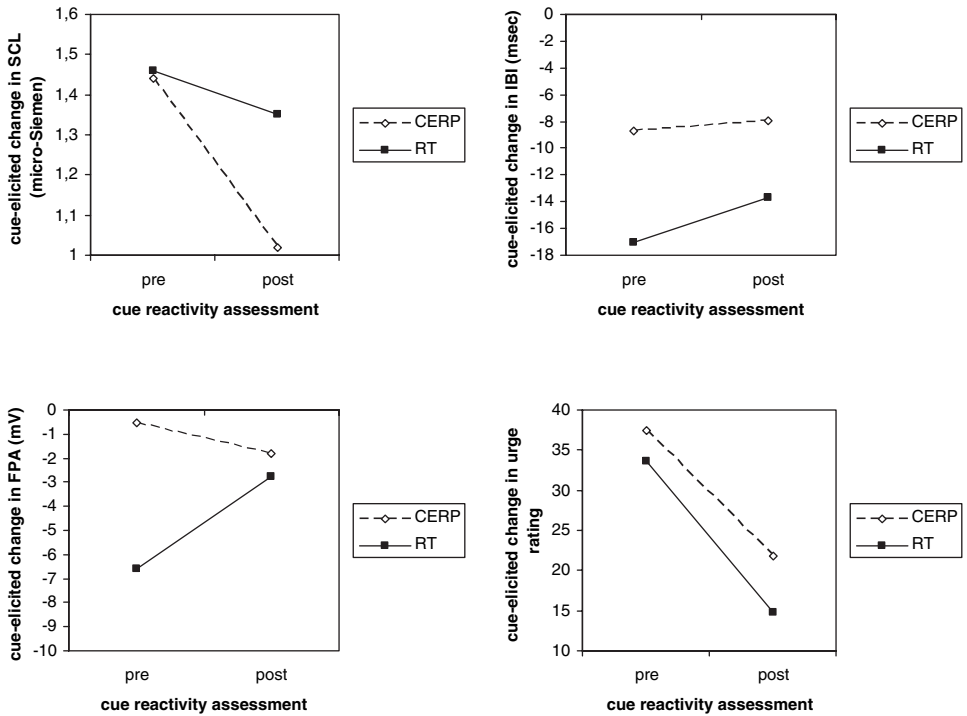 cue-elicited change in SCL
(micro-Siemen)
1,6
1,5
1,4
1,3
1,2
1,1
1
pre post
cue reactivity assessment
CERP
RT
cue-elicited change in IBI (msec)
0
-2
-4
-6
-8
-10
-12
-14
-16
-18
pre post
cue reactivity assessment
CERP
RT
cue-elicited change in FPA (mV)
0
-1
-2
-3
-4
-5
-6
-7
-8
-9
-10
pre post
cue reactivity assessment
CERP
RT
cue-elicited change in urge
rating
40
35
30
25
20
15
10
pre post
cue reactivity assessment
CERP
RT